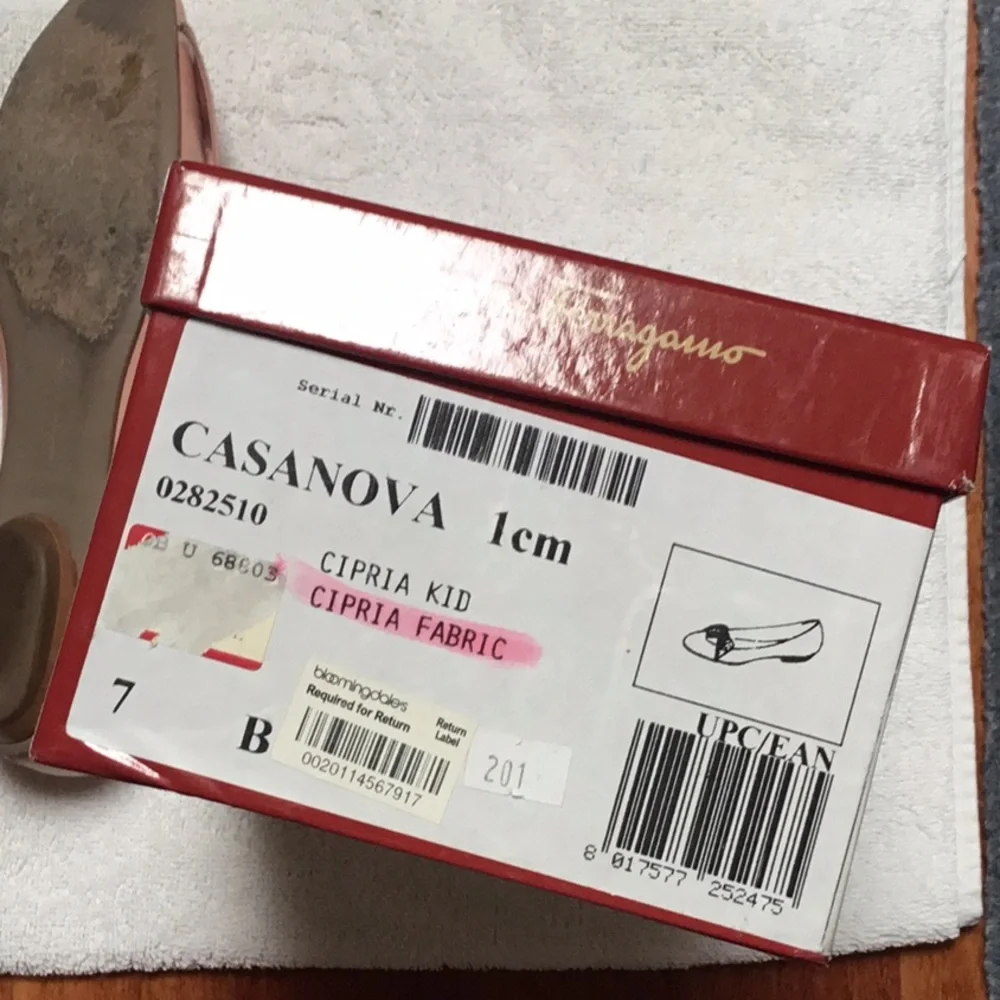 Ferragamo
Serial Nr.
CASANOVA 1cm
0282510
U 68603
CIPRIA KID
CIPRIA FABRIC
7
B
bloomingdale's
Required for Return
Return
Label
0020114567917
201
UPC/EAN
8 017577 252475